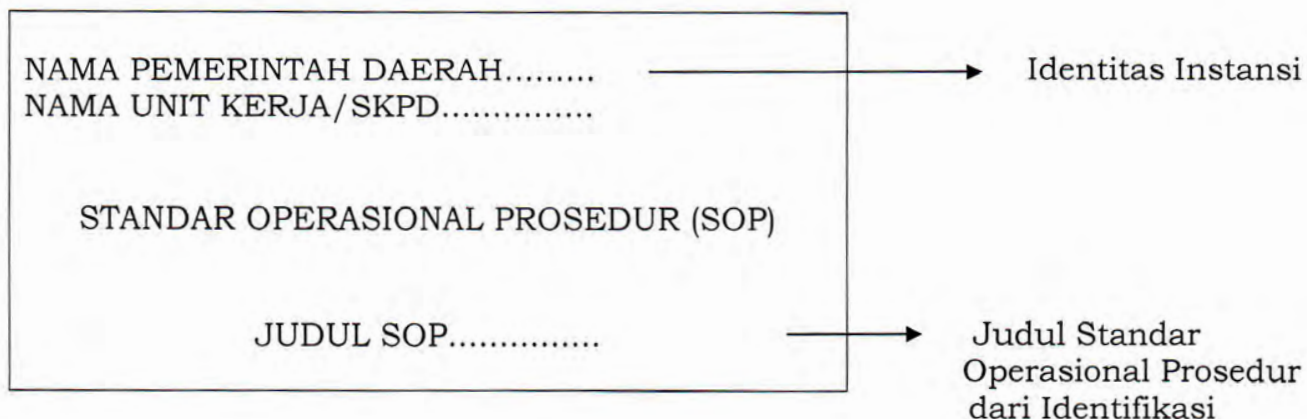 NAMA PEMERINTAH DAERAH.........
Identitas Instansi
NAMA UNIT KERJA/SKPD...............
STANDAR OPERASIONAL PROSEDUR (SOP)
JUDUL SOP...............
Judul Standar
Operasional Prosedur
dari Identifikasi